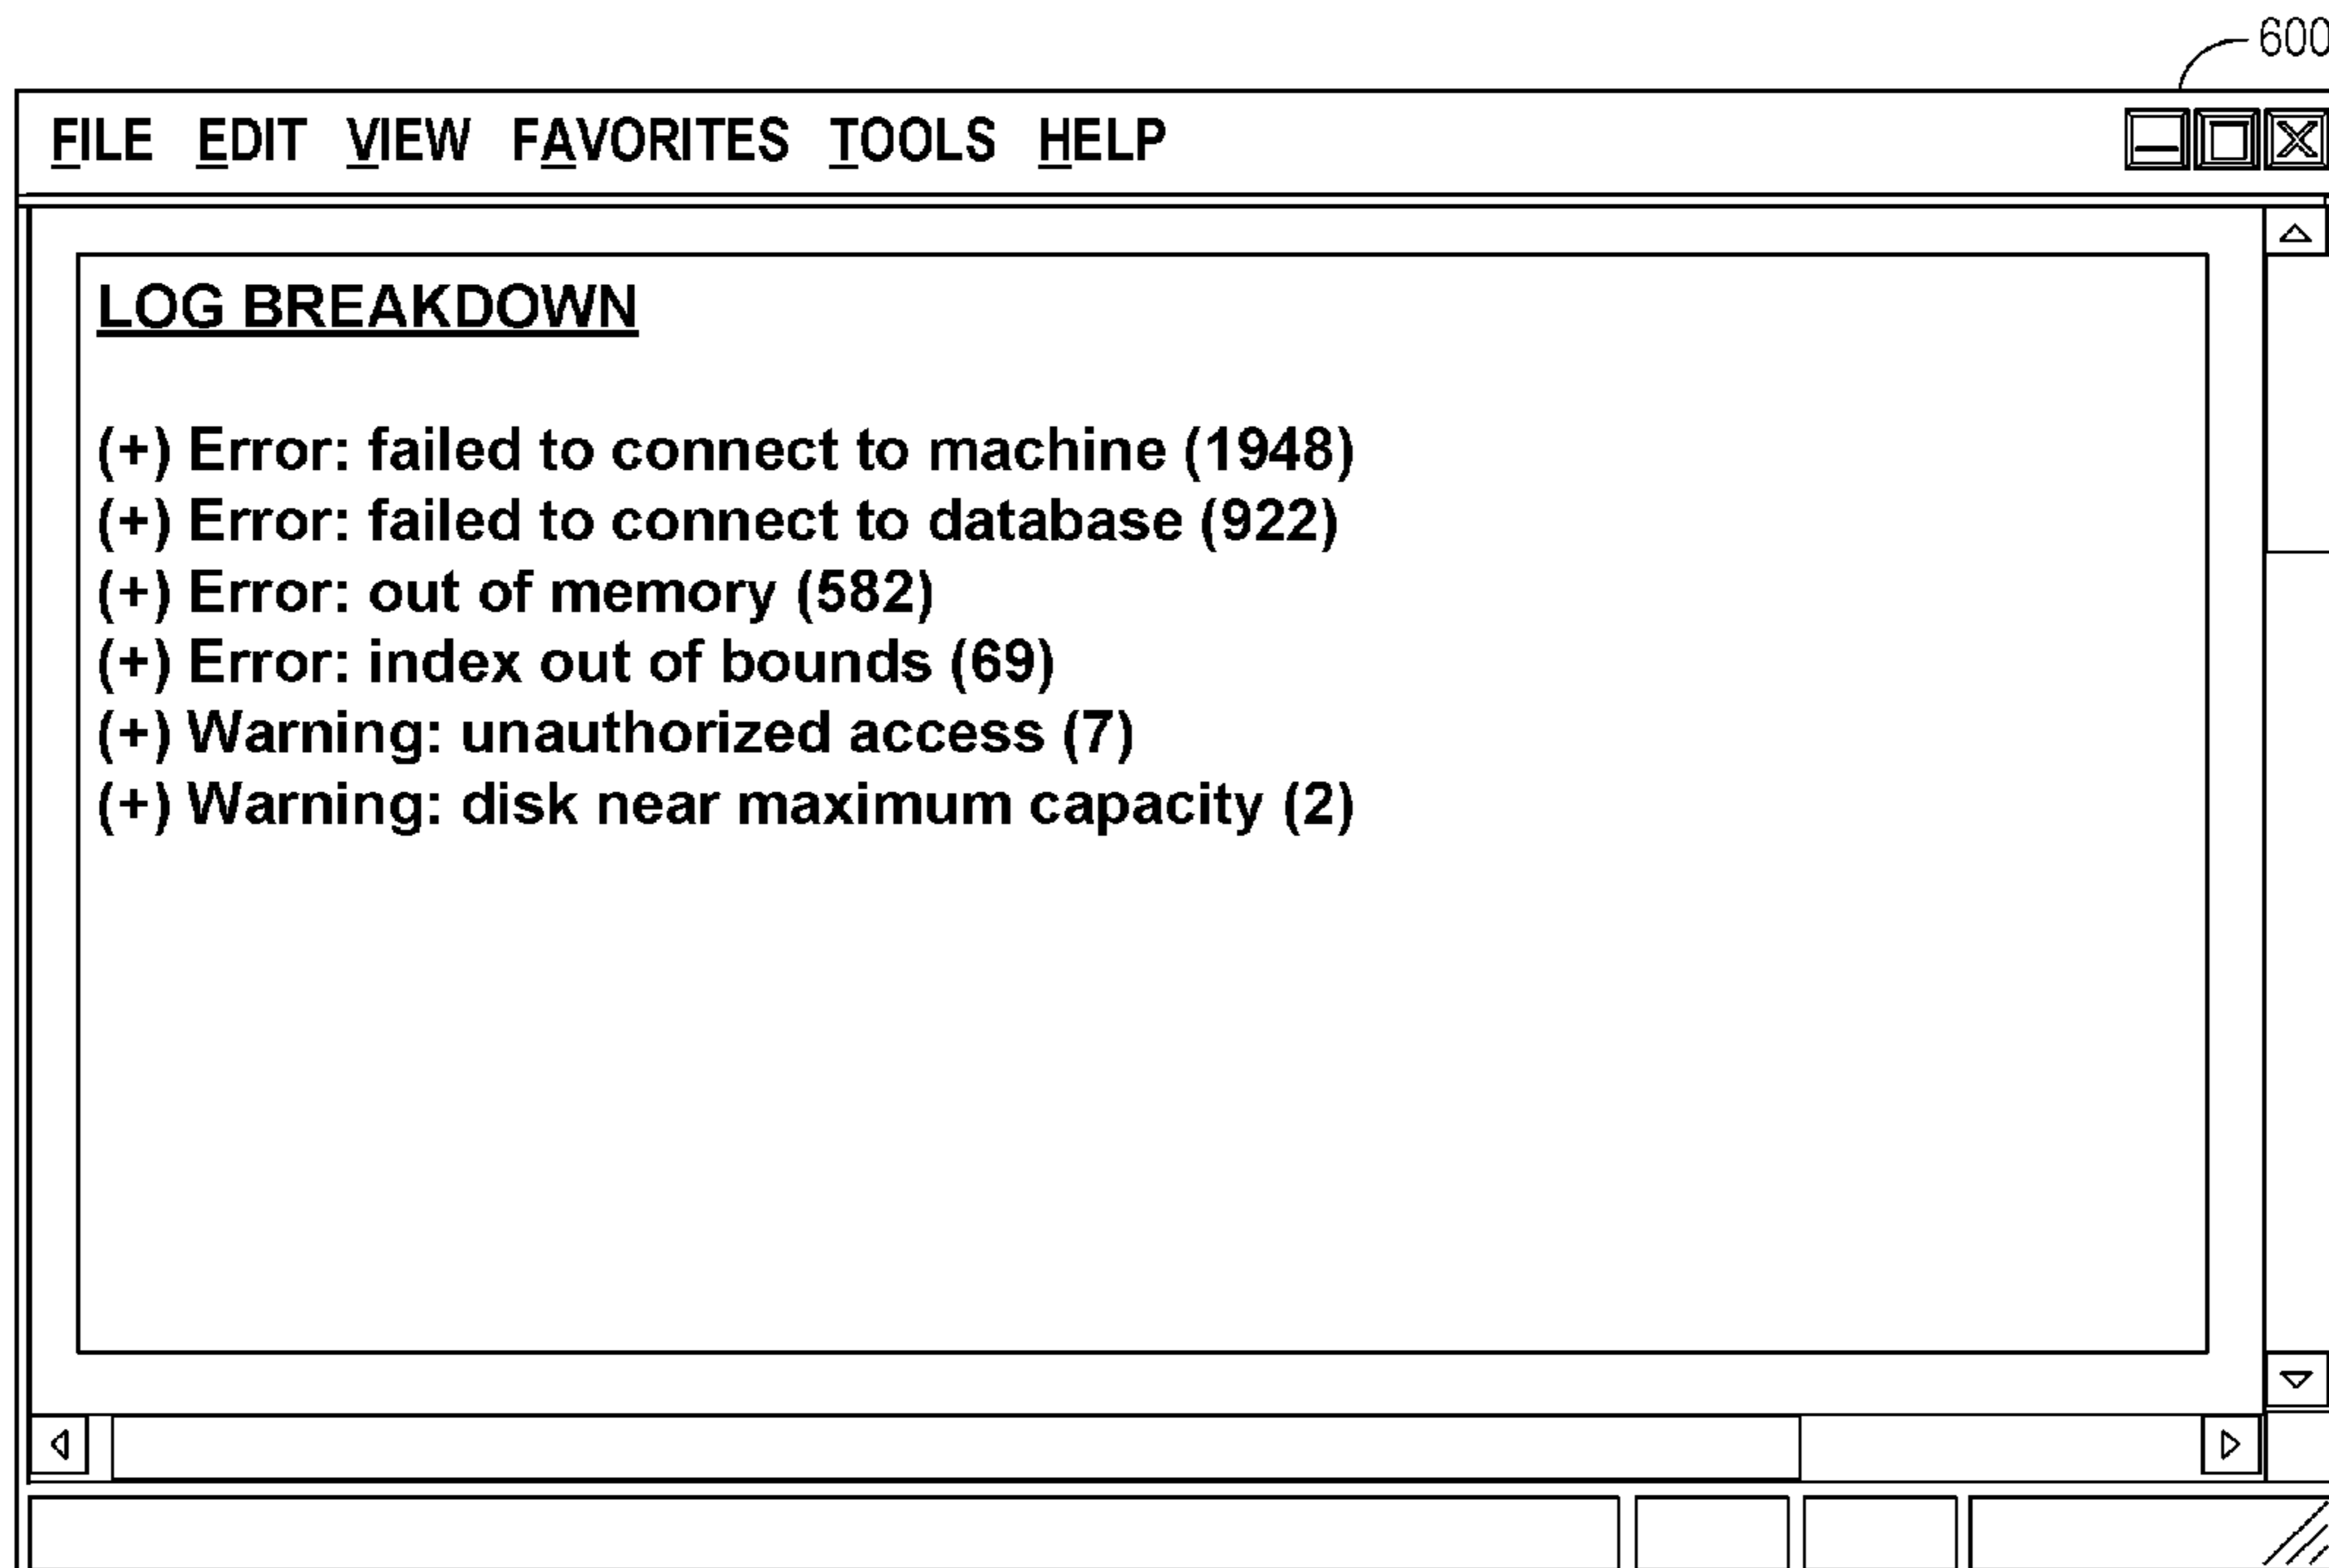 600
FILE EDIT VIEW FAVORITES TOOLS HELP
LOG BREAKDOWN
(+) Error: failed to connect to machine (1948)
(+) Error: failed to connect to database (922)
(+) Error: out of memory (582)
(+) Error: index out of bounds (69)
(+) Warning: unauthorized access (7)
(+) Warning: disk near maximum capacity (2)